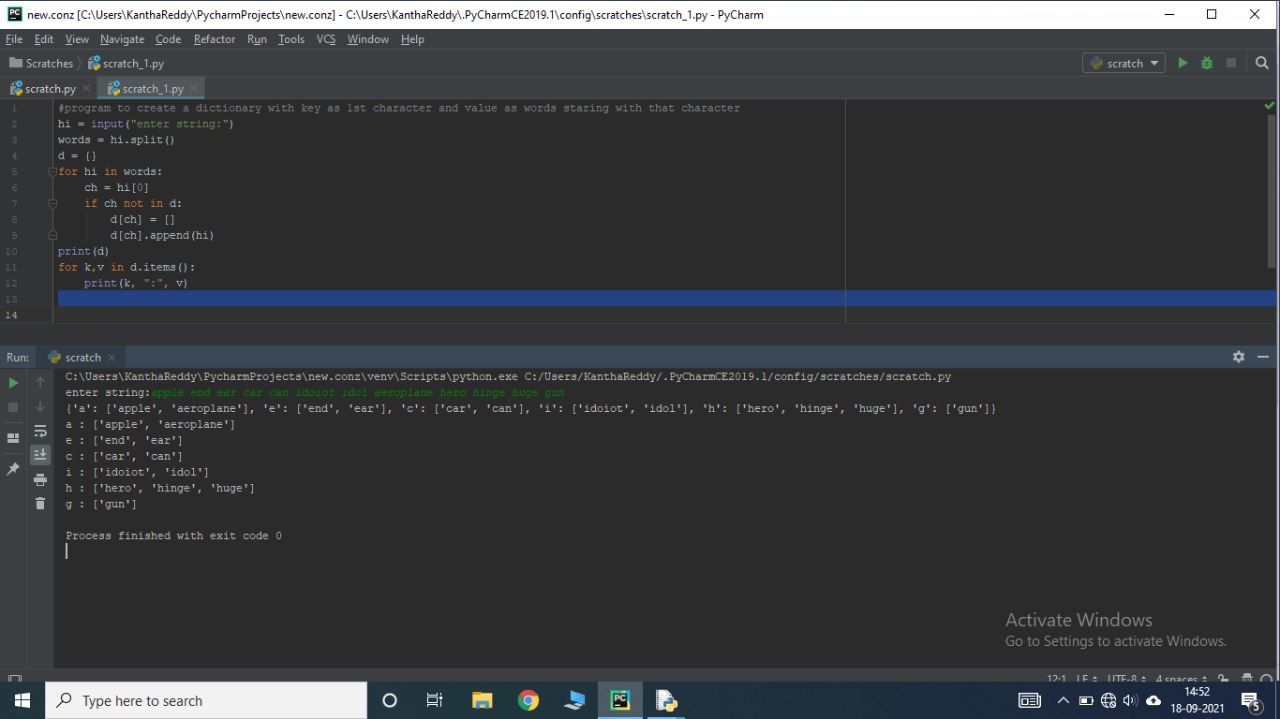 new.conz [C:\Users\KanthaReddy\PycharmProjects\new.conz] - C:\Users\KanthaReddy\.PyCharmCE2019.1\config\scratches\scratch_1.py - PyCharm
File Edit View Navigate Code Refactor Run Tools VCS Window Help
Scratches scratch_1.py scratch
scratch.py scratch_1.py
1 #program to create a dictionary with key as 1st character and value as words staring with that character
2 hi = input("enter string:")
3 words = hi.split()
4 d = {}
5 for hi in words:
6 ch = hi[0]
7 if ch not in d:
8 d[ch] = []
9 d[ch].append(hi)
10 print(d)
11 for k,v in d.items():
12 print(k, ":", v)
13
14
Run: scratch
C:\Users\KanthaReddy\PycharmProjects\new.conz\venv\Scripts\python.exe C:/Users/KanthaReddy/.PyCharmCE2019.1/config/scratches/scratch.py
enter string:apple end ear car can idoiot idol aeroplane hero hinge huge gun
{'a': ['apple', 'aeroplane'], 'e': ['end', 'ear'], 'c': ['car', 'can'], 'i': ['idoiot', 'idol'], 'h': ['hero', 'hinge', 'huge'], 'g': ['gun']}
a : ['apple', 'aeroplane']
e : ['end', 'ear']
c : ['car', 'can']
i : ['idoiot', 'idol']
h : ['hero', 'hinge', 'huge']
g : ['gun']
Process finished with exit code 0
Activate Windows
Go to Settings to activate Windows.
12:1 LF UTF-8 4 spaces
Type here to search
14:52
18-09-2021
5